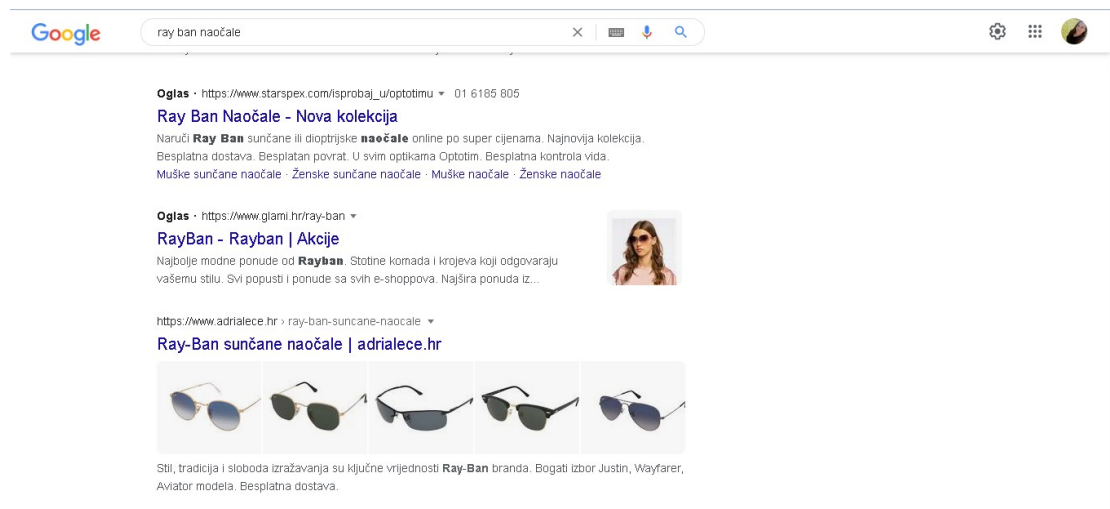 Google
ray ban naočale
Oglas · https://www.starspex.com/isprobaj_u/optotimu 01 6185 805
Ray Ban Naočale - Nova kolekcija
Naruči Ray Ban sunčane ili dioptrijske naočale online po super cijenama. Najnovija kolekcija.
Besplatna dostava. Besplatan povrat. U svim optikama Optotim. Besplatna kontrola vida.
Muške sunčane naočale · Ženske sunčane naočale · Muške naočale · Ženske naočale
Oglas · https://www.glami.hr/ray-ban
RayBan - Rayban | Akcije
Najbolje modne ponude od Rayban. Stotine komada i krojeva koji odgovaraju
vašemu stilu. Svi popusti i ponude sa svih e-shoppova. Najšira ponuda iz...
https://www.adrialece.hr › ray-ban-suncane-naocale
Ray-Ban sunčane naočale | adrialece.hr
Stil, tradicija i sloboda izražavanja su ključne vrijednosti Ray-Ban branda. Bogati izbor Justin, Wayfarer,
Aviator modela. Besplatna dostava.